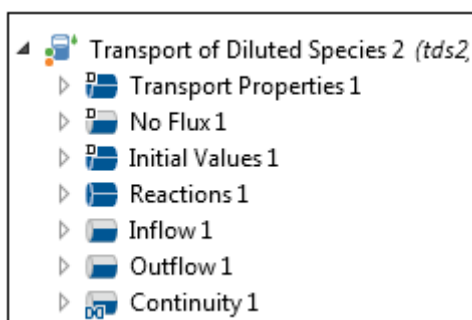 Transport of Diluted Species 2 (tds2
D Transport Properties 1
D No Flux 1
D Initial Values 1
Reactions 1
Inflow 1
Outflow 1
Continuity 1